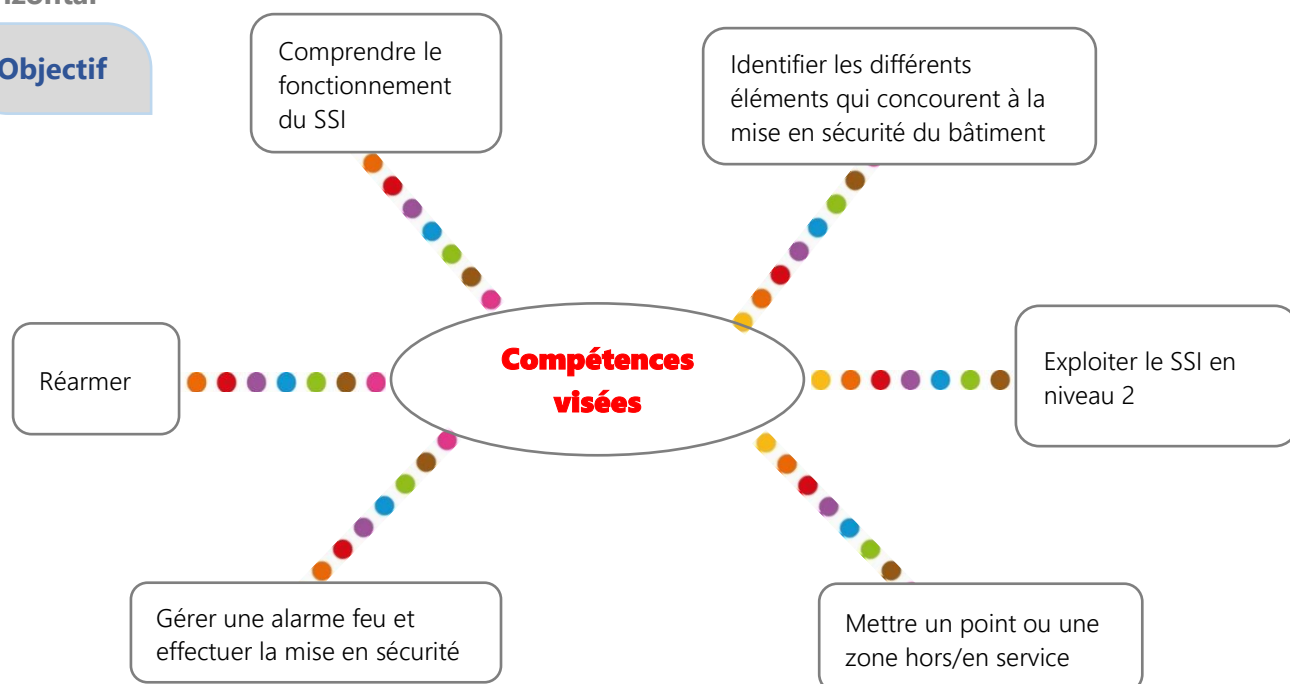 Objectif
Comprendre le
fonctionnement
du SSI
Identifier les différents
éléments qui concourent à la
mise en sécurité du bâtiment
Réarmer
Compétences
visées
Exploiter le SSI en
niveau 2
Gérer une alarme feu et
effectuer la mise en sécurité
Mettre un point ou une
zone hors/en service